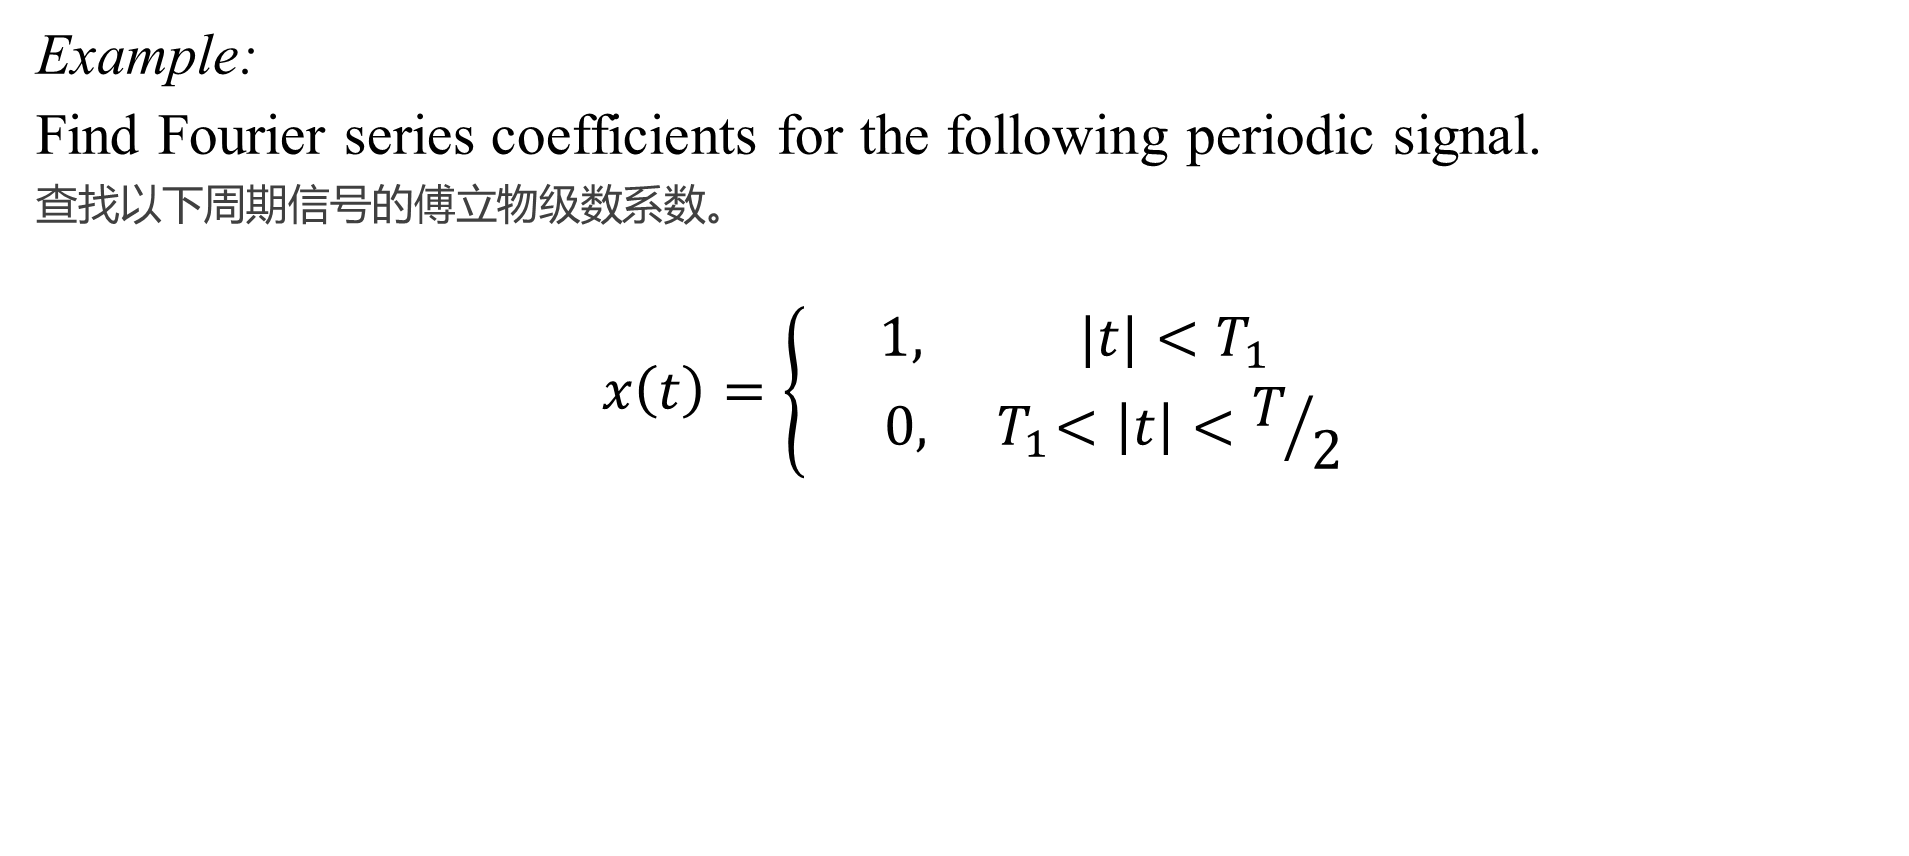 Example:
Find Fourier series coefficients for the following periodic signal.
查找以下周期信号的傅立物级数系数。
x(t) = { 1, |t| < T₁
0, T₁ < |t| < T/2